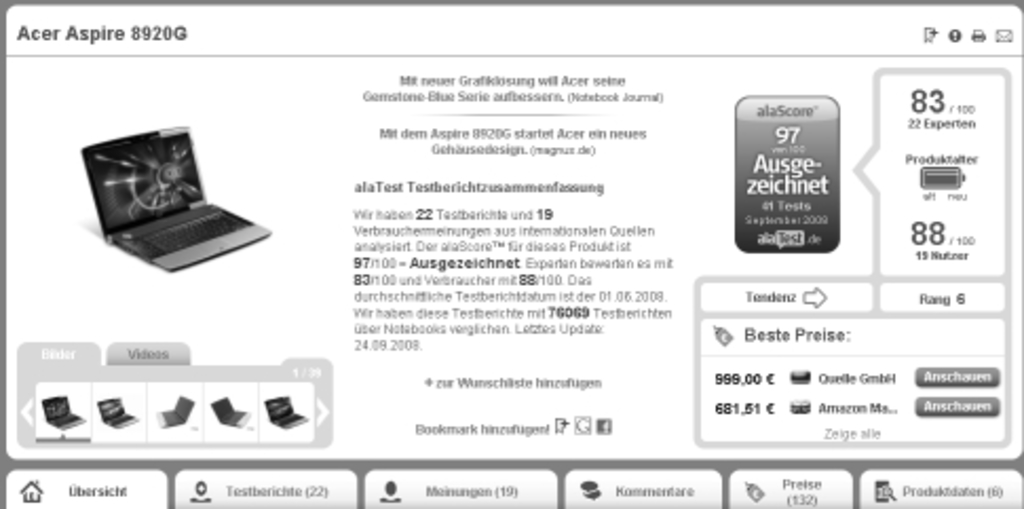 Acer Aspire 8920G
Mit neuer Grafiklösung will Acer seine
Gemstone-Blue Serie aufbessern. (Notebook Journal)
Mit dem Aspire 8920G startet Acer ein neues
Gehäusedesign. (magnus.de)
alaTest Testberichtzusammenfassung
Wir haben 22 Testberichte und 19
Verbrauchermeinungen aus internationalen Quellen
analysiert. Der alaScore™ für dieses Produkt ist
97/100 = Ausgezeichnet. Experten bewerten es mit
83/100 und Verbraucher mit 88/100. Das
durchschnittliche Testberichtdatum ist der 01.06.2008.
Wir haben diese Testberichte mit 76069 Testberichten
über Notebooks verglichen. Letztes Update:
24.09.2008.
+ zur Wunschliste hinzufügen
Bookmark hinzufügen!
Bilder
Videos
1 / 39
alaScore™
97
von 100
Ausge-
zeichnet
41 Tests
September 2008
alaTest.de
83 / 100
22 Experten
Produktalter
alt neu
88 / 100
19 Nutzer
Tendenz
Rang 6
Beste Preise:
999,00 € Quelle GmbH Anschauen
681,51 € Amazon Ma... Anschauen
Zeige alle
Übersicht
Testberichte (22)
Meinungen (19)
Kommentare
Preise
(132)
Produktdaten (6)